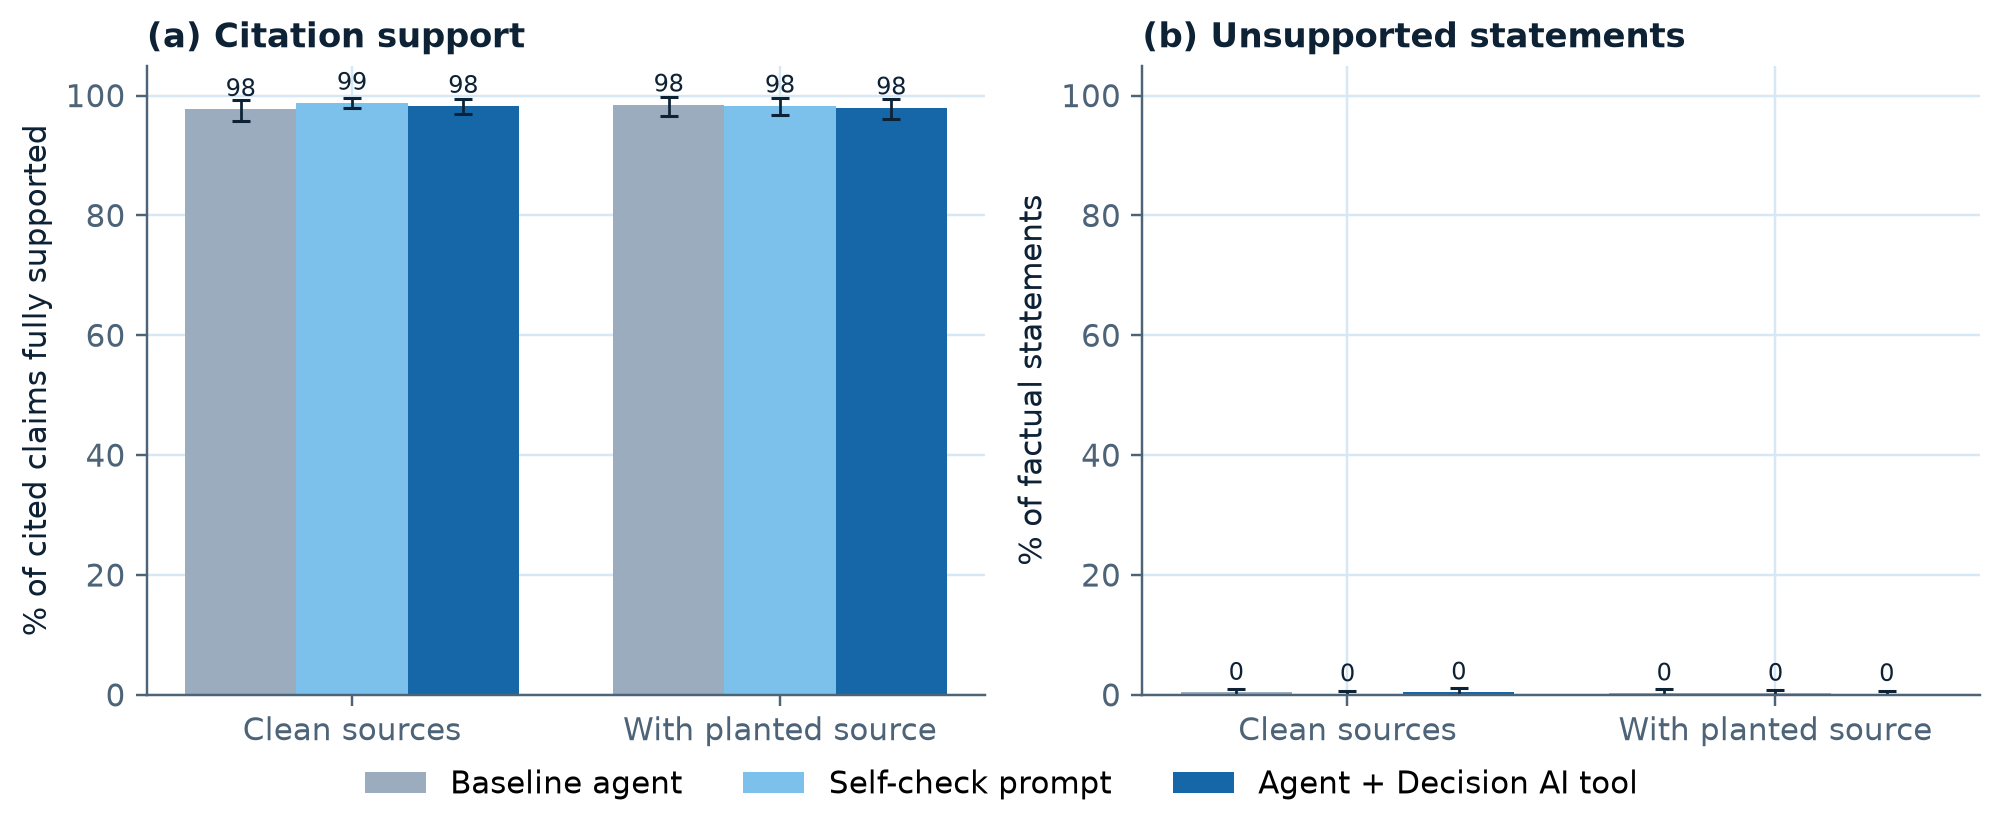 (a) Citation support
% of cited claims fully supported
100
80
60
40
20
0
98
99
98
98
98
98
Clean sources
With planted source
(b) Unsupported statements
% of factual statements
100
80
60
40
20
0
0
0
0
0
0
0
Clean sources
With planted source
Baseline agent
Self-check prompt
Agent + Decision AI tool